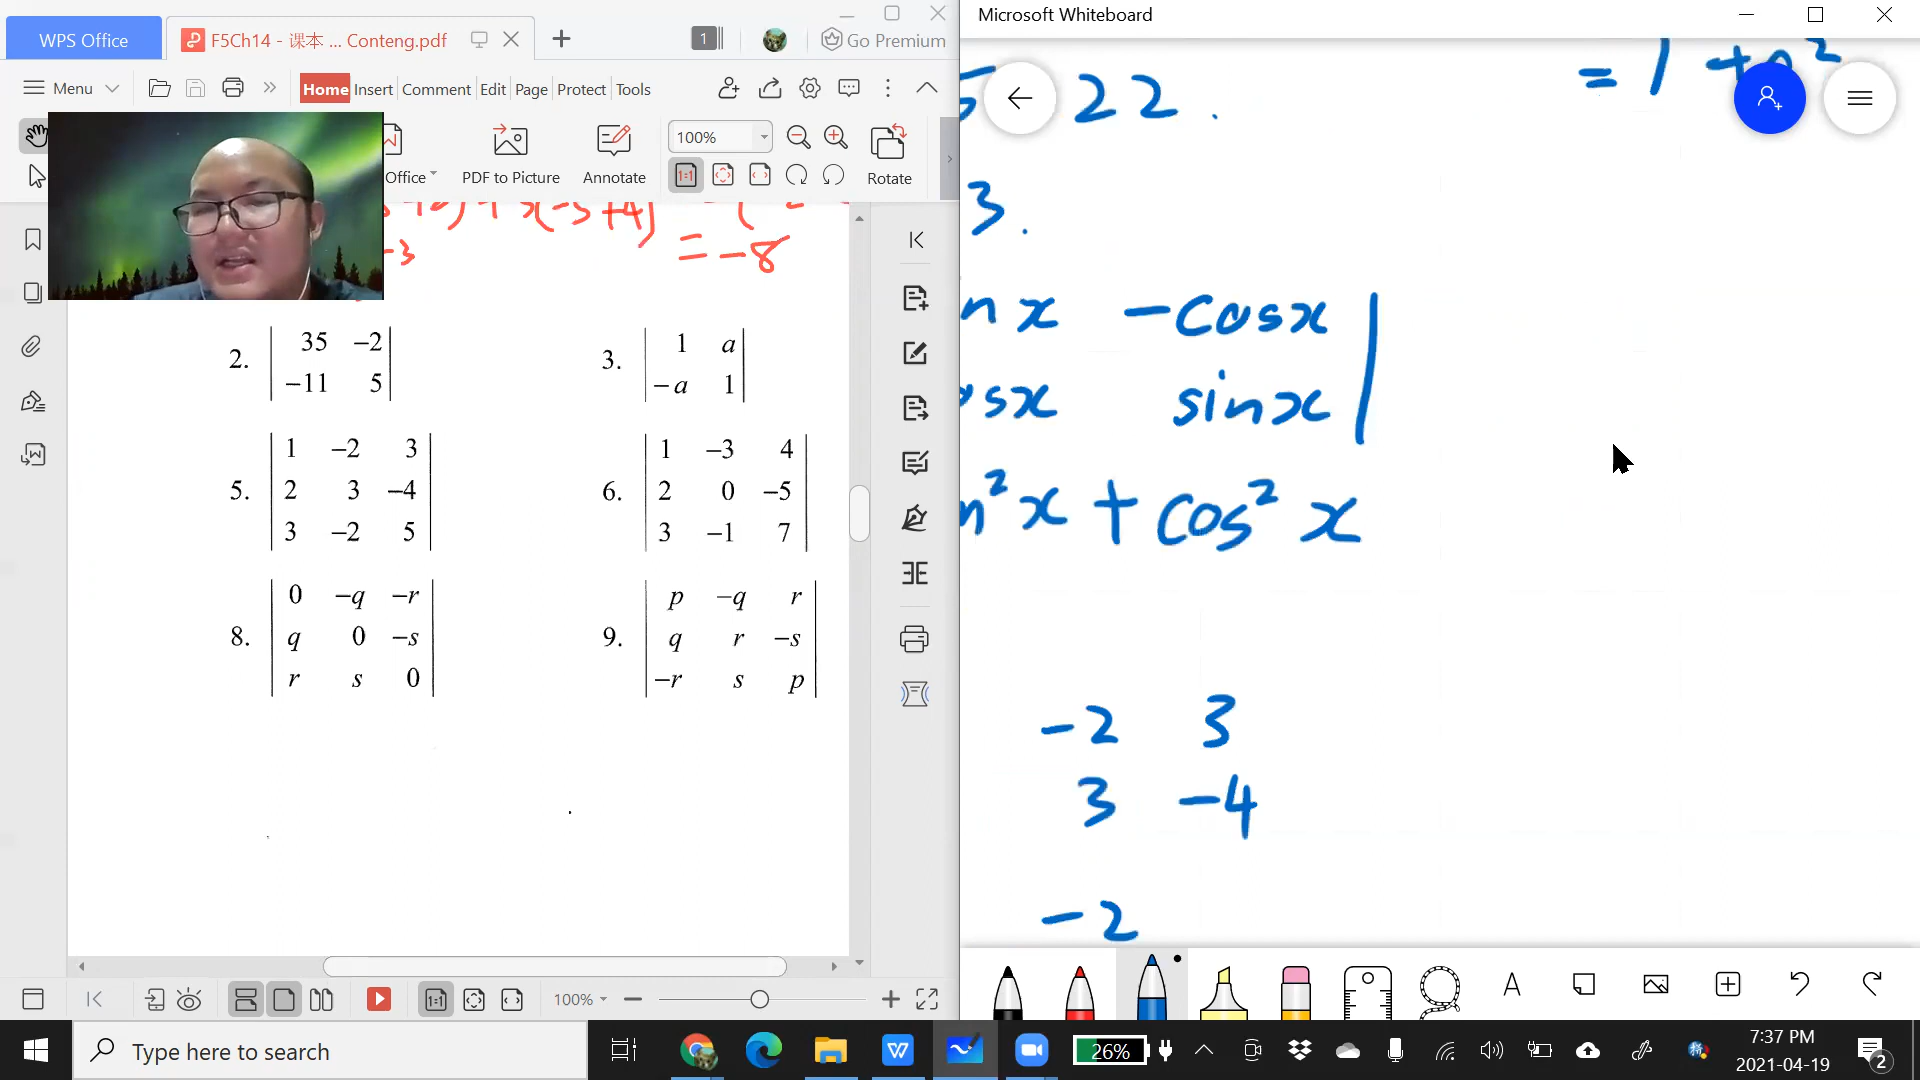 WPS Office
F5Ch14 - 课本 ... Conteng.pdf
1
Go Premium
Menu
Home Insert Comment Edit Page Protect Tools
Office
PDF to Picture
Annotate
100%
Rotate
= -8
2. 35 -2
-11 5
3. 1 a
-a 1
5. 1 -2 3
2 3 -4
3 -2 5
6. 1 -3 4
2 0 -5
3 -1 7
8. 0 -q -r
q 0 -s
r s 0
9. p -q r
q r -s
-r s p
100%
Microsoft Whiteboard
22.
3.
n x -cosx
sx sinx
n²x + cos² x
-2 3
3 -4
-2
Type here to search
26%
7:37 PM
2021-04-19
2